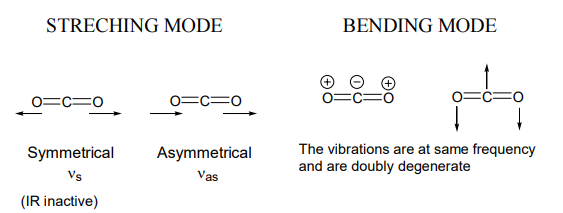 STRECHING MODE
BENDING MODE
O=C=O
O=C=O
+ − +
O=C=O
O=C=O
Symmetrical
νs
(IR inactive)
Asymmetrical
νas
The vibrations are at same frequency
and are doubly degenerate